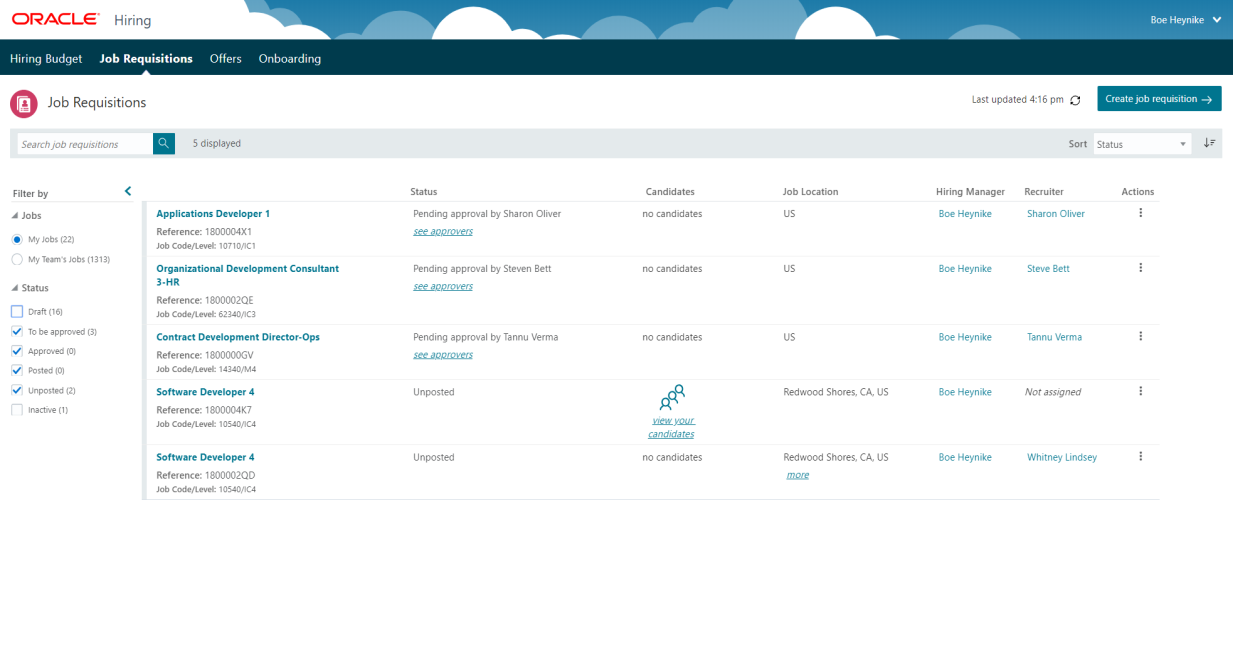 ORACLE Hiring
Boe Heynike
Hiring Budget Job Requisitions Offers Onboarding
Job Requisitions
Last updated 4:16 pm
Create job requisition →
Search job requisitions
5 displayed
Sort Status
Filter by
Jobs
My Jobs (22)
My Team's Jobs (1313)
Status
Draft (16)
To be approved (3)
Approved (0)
Posted (0)
Unposted (2)
Inactive (1)
Status Candidates Job Location Hiring Manager Recruiter Actions
Applications Developer 1 Pending approval by Sharon Oliver no candidates US Boe Heynike Sharon Oliver
Reference: 1800004X1 see approvers
Job Code/Level: 10710/IC1
Organizational Development Consultant Pending approval by Steven Bett no candidates US Boe Heynike Steve Bett
3-HR see approvers
Reference: 1800002QE
Job Code/Level: 62340/IC3
Contract Development Director-Ops Pending approval by Tannu Verma no candidates US Boe Heynike Tannu Verma
Reference: 1800000GV see approvers
Job Code/Level: 14340/M4
Software Developer 4 Unposted Redwood Shores, CA, US Boe Heynike Not assigned
Reference: 1800004K7
Job Code/Level: 10540/IC4
view your
candidates
Software Developer 4 Unposted no candidates Redwood Shores, CA, US Boe Heynike Whitney Lindsey
Reference: 1800002QD more
Job Code/Level: 10540/IC4